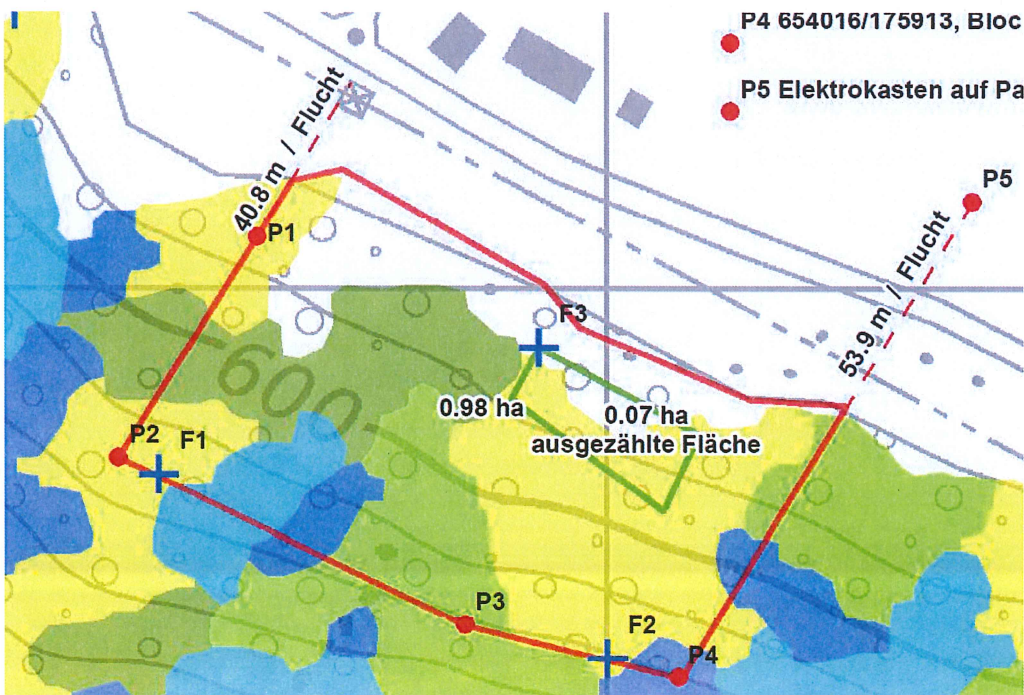 P4 654016/175913, Bloc
P5 Elektrokasten auf Pa
40.8 m / Flucht
P5
P1
53.9 m / Flucht
F3
600
0.98 ha
0.07 ha
ausgezählte Fläche
P2
F1
P3
F2
P4